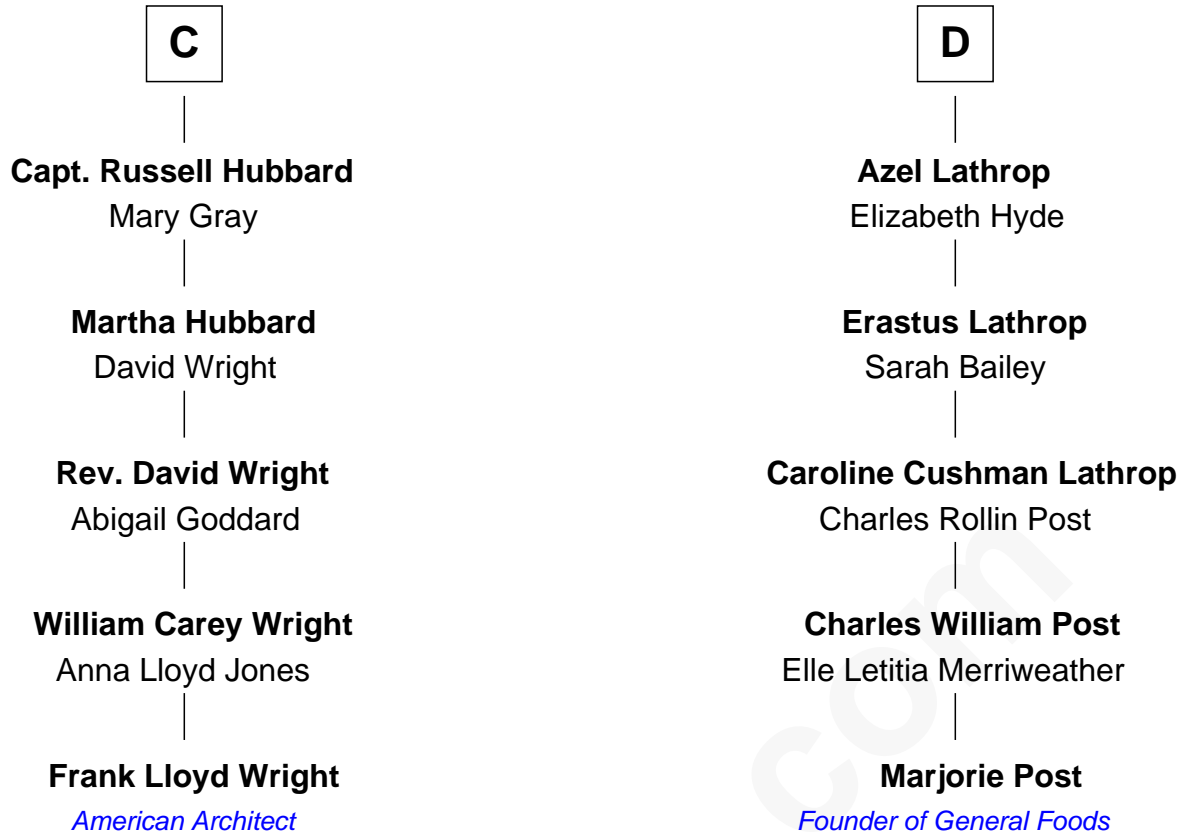 C
Capt. Russell Hubbard
Mary Gray
Martha Hubbard
David Wright
Rev. David Wright
Abigail Goddard
William Carey Wright
Anna Lloyd Jones
Frank Lloyd Wright
American Architect
D
Azel Lathrop
Elizabeth Hyde
Erastus Lathrop
Sarah Bailey
Caroline Cushman Lathrop
Charles Rollin Post
Charles William Post
Elle Letitia Merriweather
Marjorie Post
Founder of General Foods
com